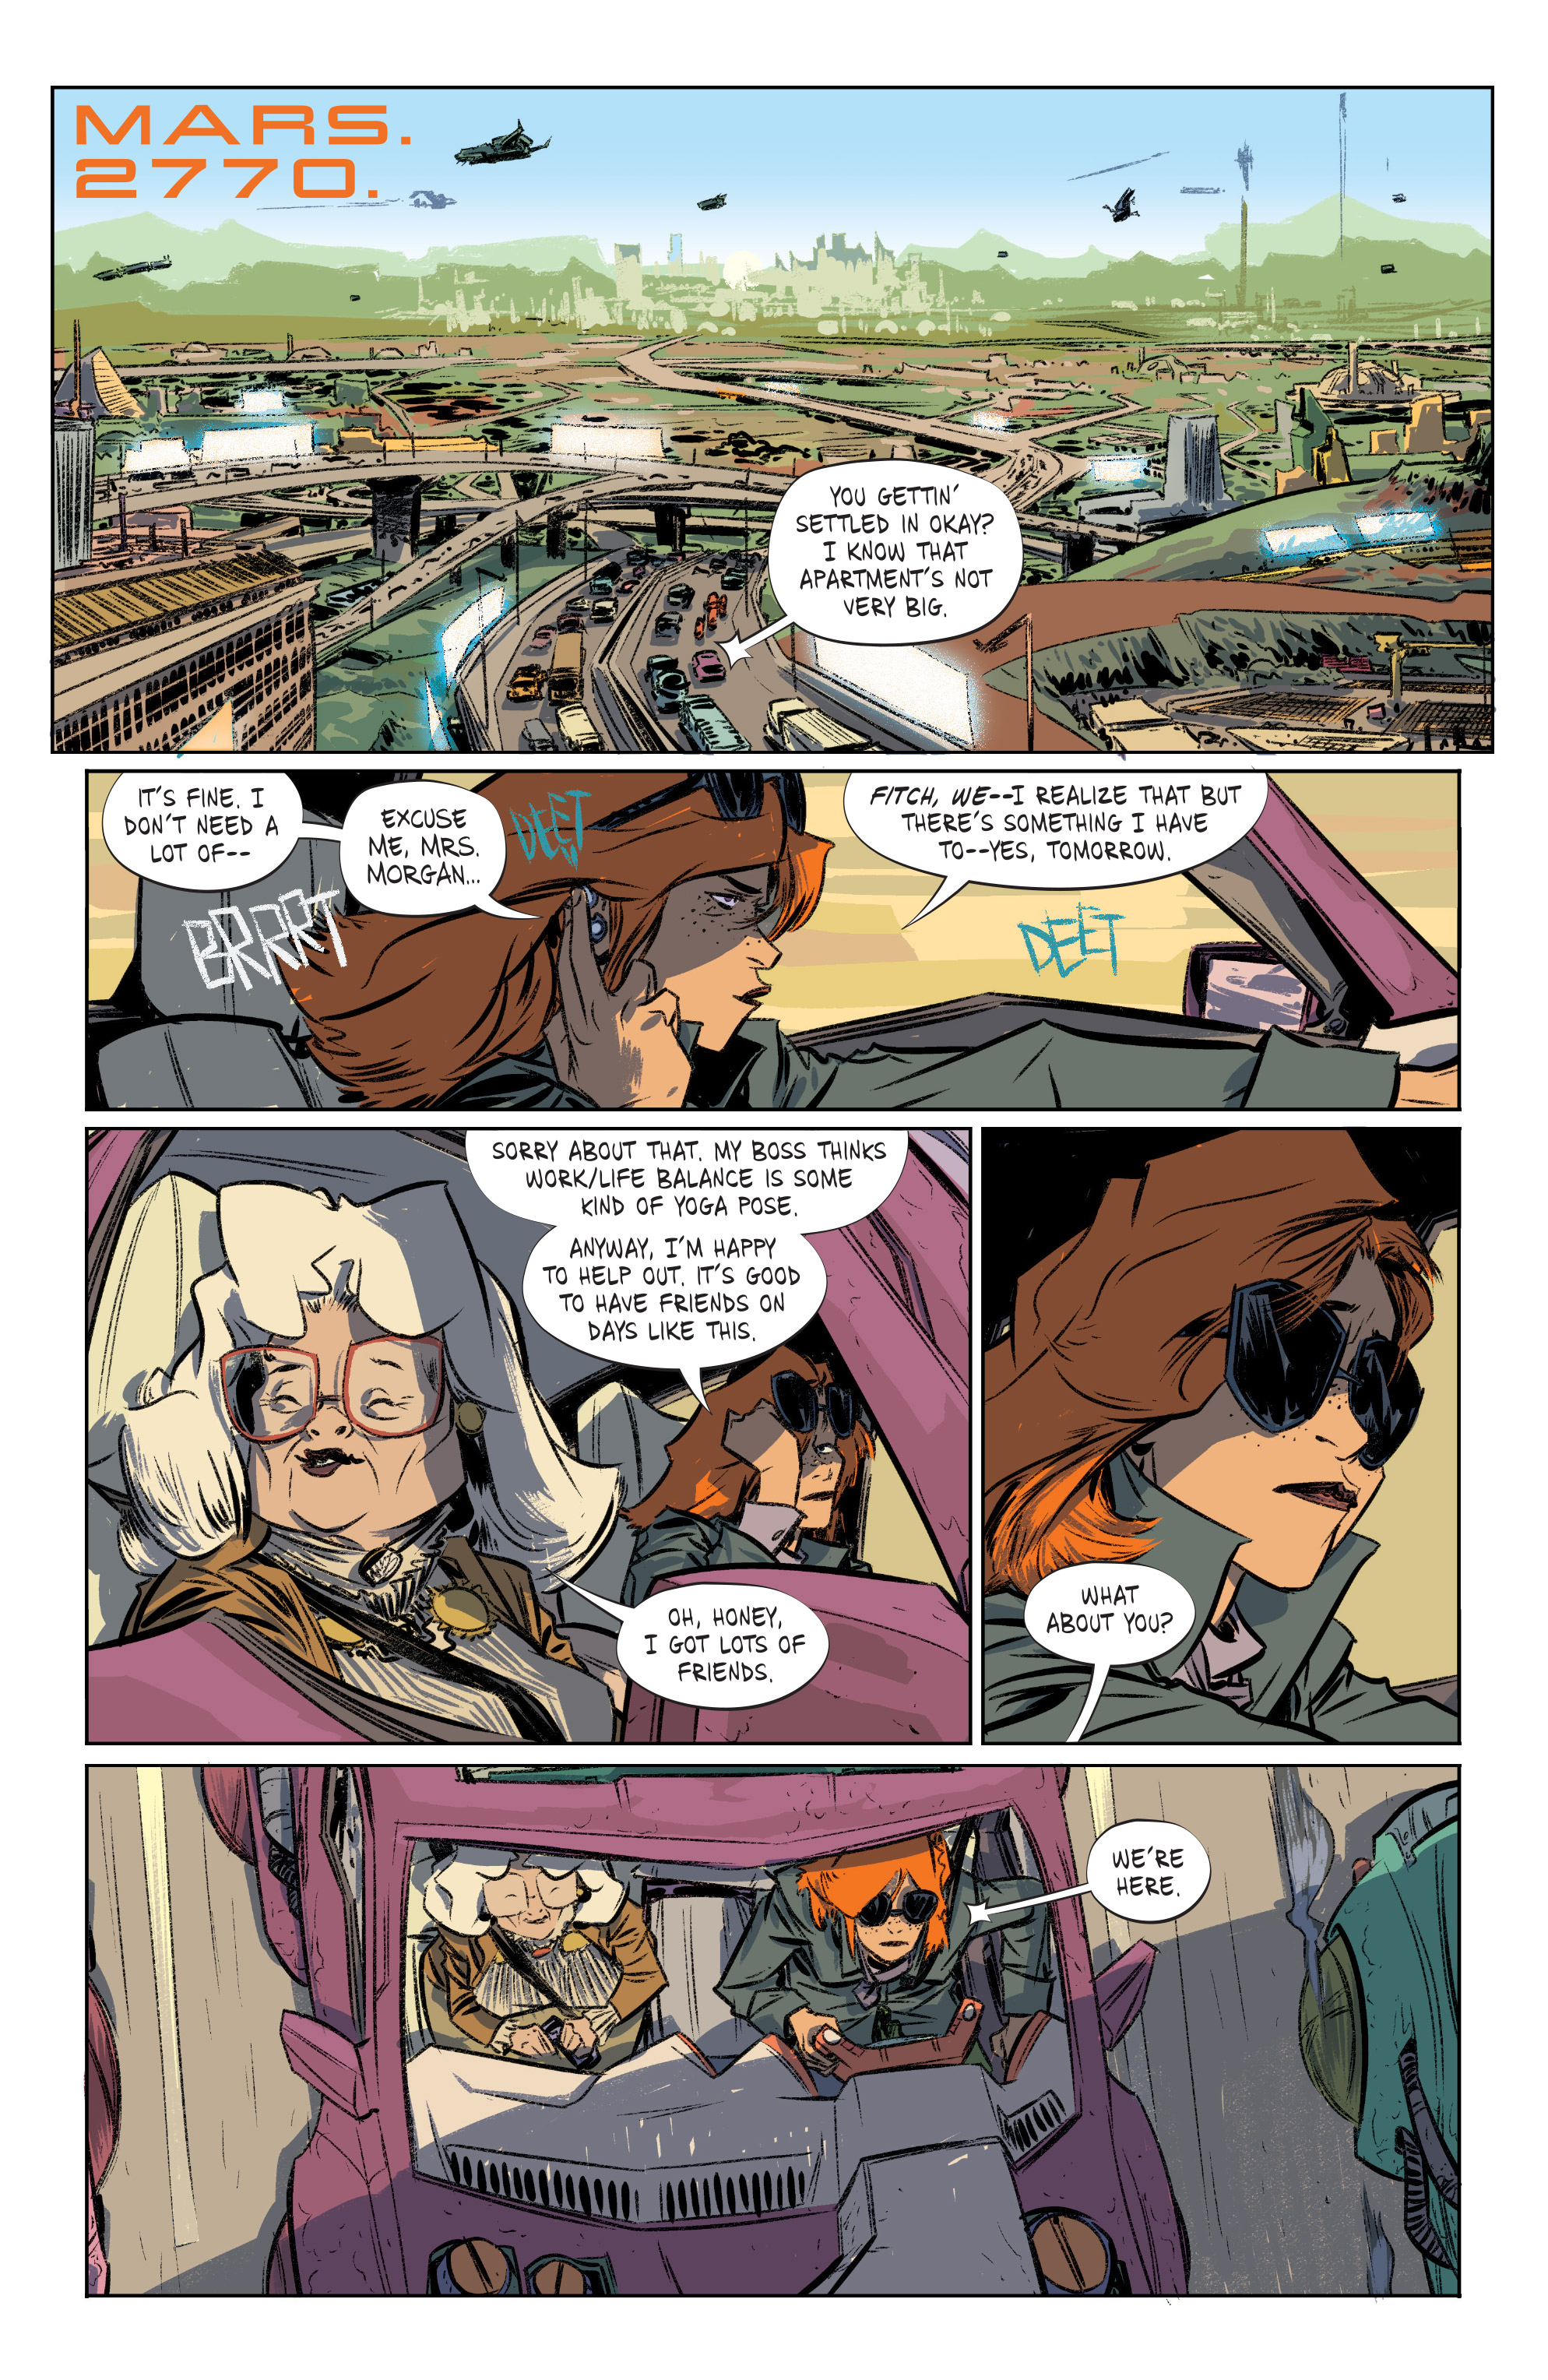 MARS.
2770.
YOU GETTIN'
SETTLED IN OKAY?
I KNOW THAT
APARTMENT'S NOT
VERY BIG.
IT'S FINE. I
DON'T NEED A
LOT OF--
BRRRT
EXCUSE
ME, MRS.
MORGAN...
DEET
FITCH, WE--I REALIZE THAT BUT
THERE'S SOMETHING I HAVE
TO--YES, TOMORROW.
DEET
SORRY ABOUT THAT. MY BOSS THINKS
WORK/LIFE BALANCE IS SOME
KIND OF YOGA POSE.
ANYWAY, I'M HAPPY
TO HELP OUT. IT'S GOOD
TO HAVE FRIENDS ON
DAYS LIKE THIS.
OH, HONEY,
I GOT LOTS OF
FRIENDS.
WHAT
ABOUT YOU?
WE'RE
HERE.